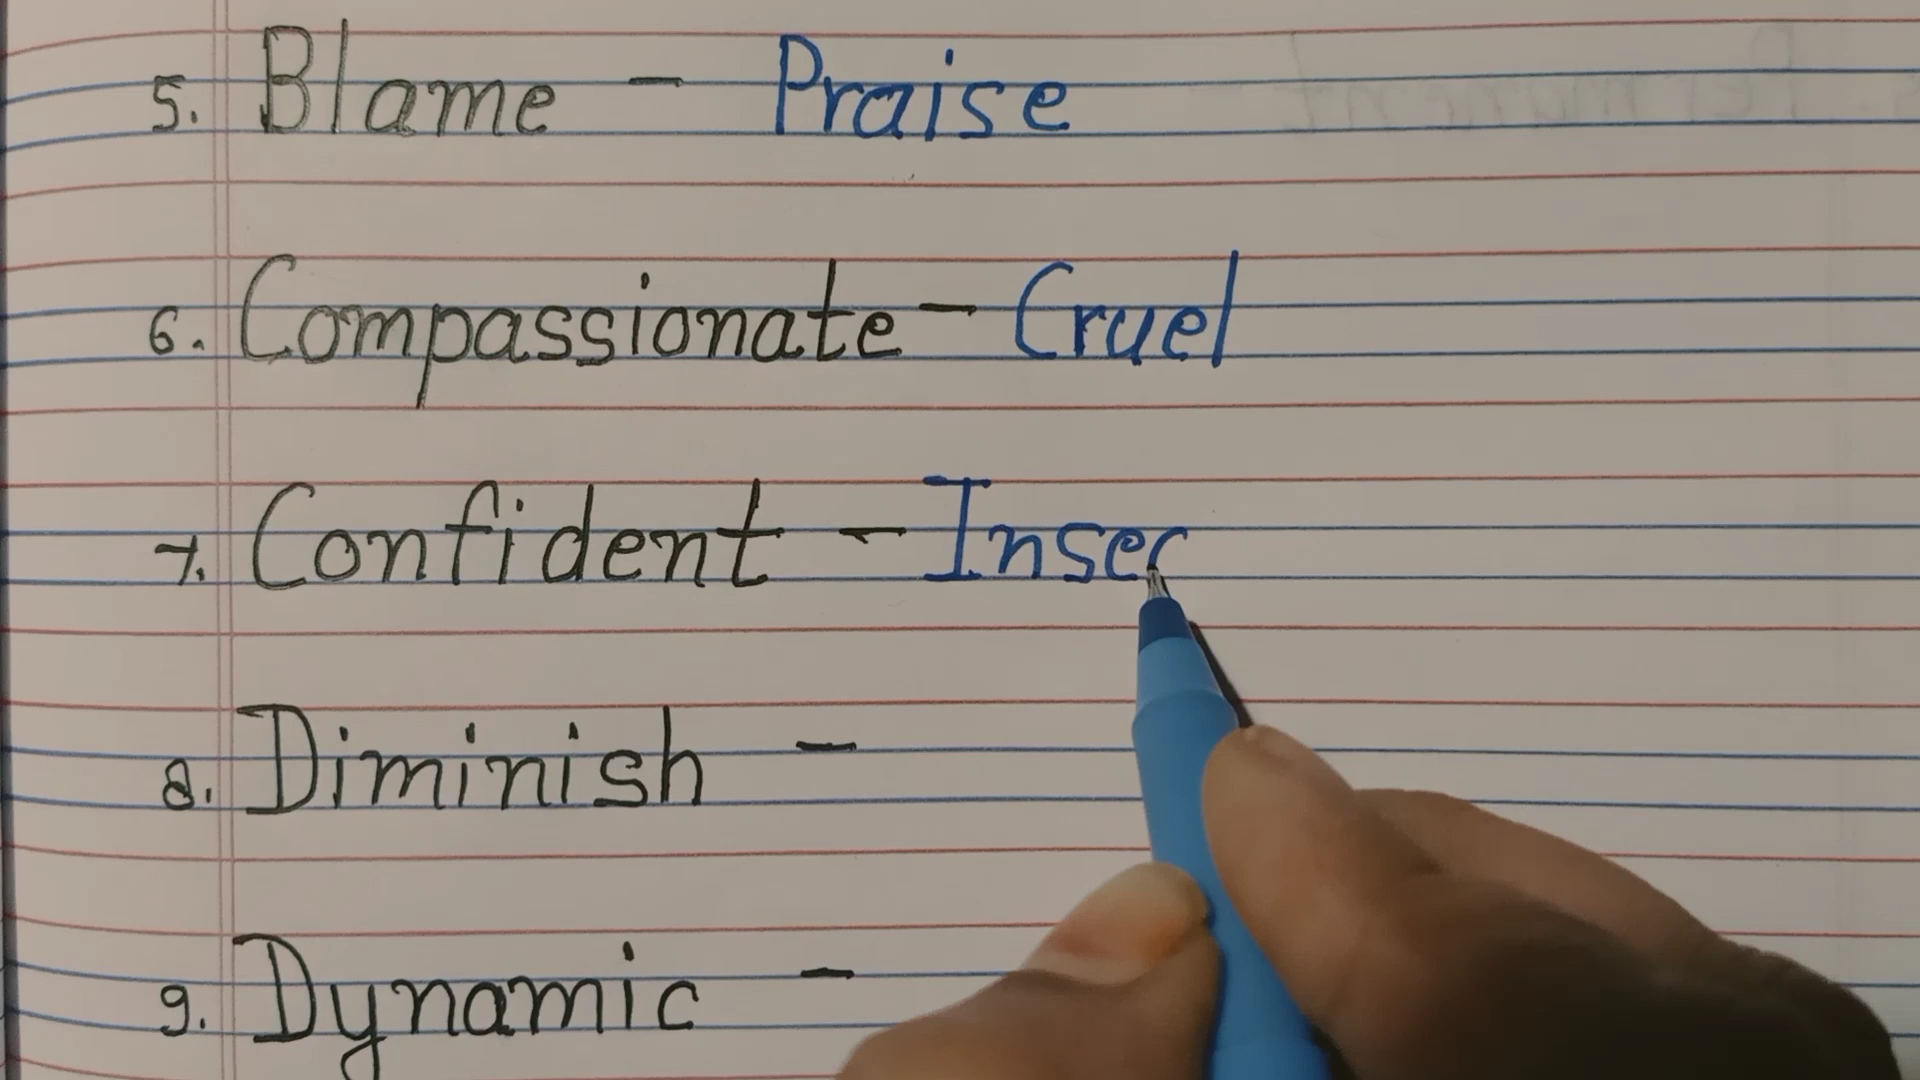 5. Blame - Praise
6. Compassionate - Cruel
7. Confident - Insec
8. Diminish -
9. Dynamic -